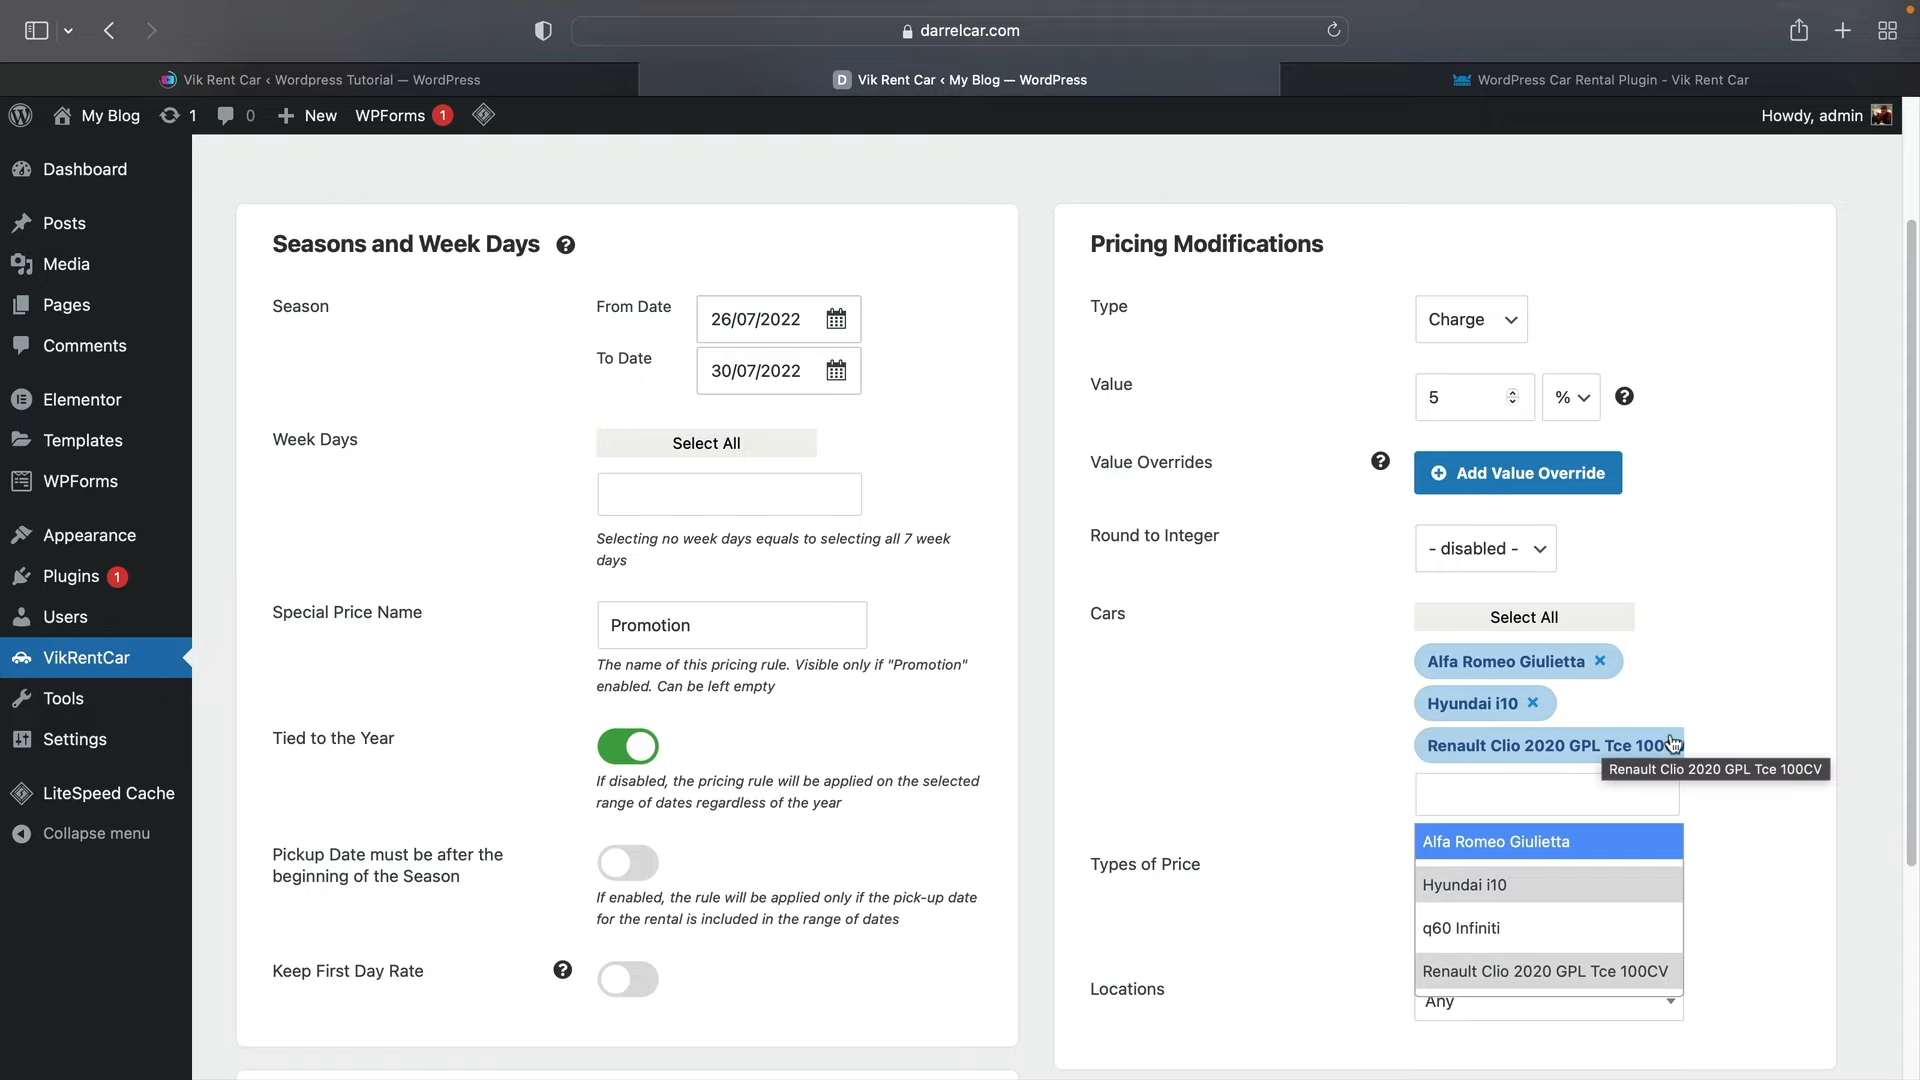 darrelcar.com
Vik Rent Car ‹ Wordpress Tutorial — WordPress
D Vik Rent Car ‹ My Blog — WordPress
WordPress Car Rental Plugin - Vik Rent Car
My Blog 1 0 New WPForms 1
Howdy, admin
Dashboard
Posts
Media
Pages
Comments
Elementor
Templates
WPForms
Appearance
Plugins 1
Users
VikRentCar
Tools
Settings
LiteSpeed Cache
Collapse menu
Seasons and Week Days
Season
From Date 26/07/2022
To Date 30/07/2022
Week Days
Select All
Selecting no week days equals to selecting all 7 week
days
Special Price Name
Promotion
The name of this pricing rule. Visible only if "Promotion"
enabled. Can be left empty
Tied to the Year
If disabled, the pricing rule will be applied on the selected
range of dates regardless of the year
Pickup Date must be after the
beginning of the Season
If enabled, the rule will be applied only if the pick-up date
for the rental is included in the range of dates
Keep First Day Rate
Pricing Modifications
Type
Charge
Value
5 %
Value Overrides
Add Value Override
Round to Integer
- disabled -
Cars
Select All
Alfa Romeo Giulietta ×
Hyundai i10 ×
Renault Clio 2020 GPL Tce 100
Renault Clio 2020 GPL Tce 100CV
Alfa Romeo Giulietta
Types of Price
Hyundai i10
q60 Infiniti
Renault Clio 2020 GPL Tce 100CV
Locations
Any